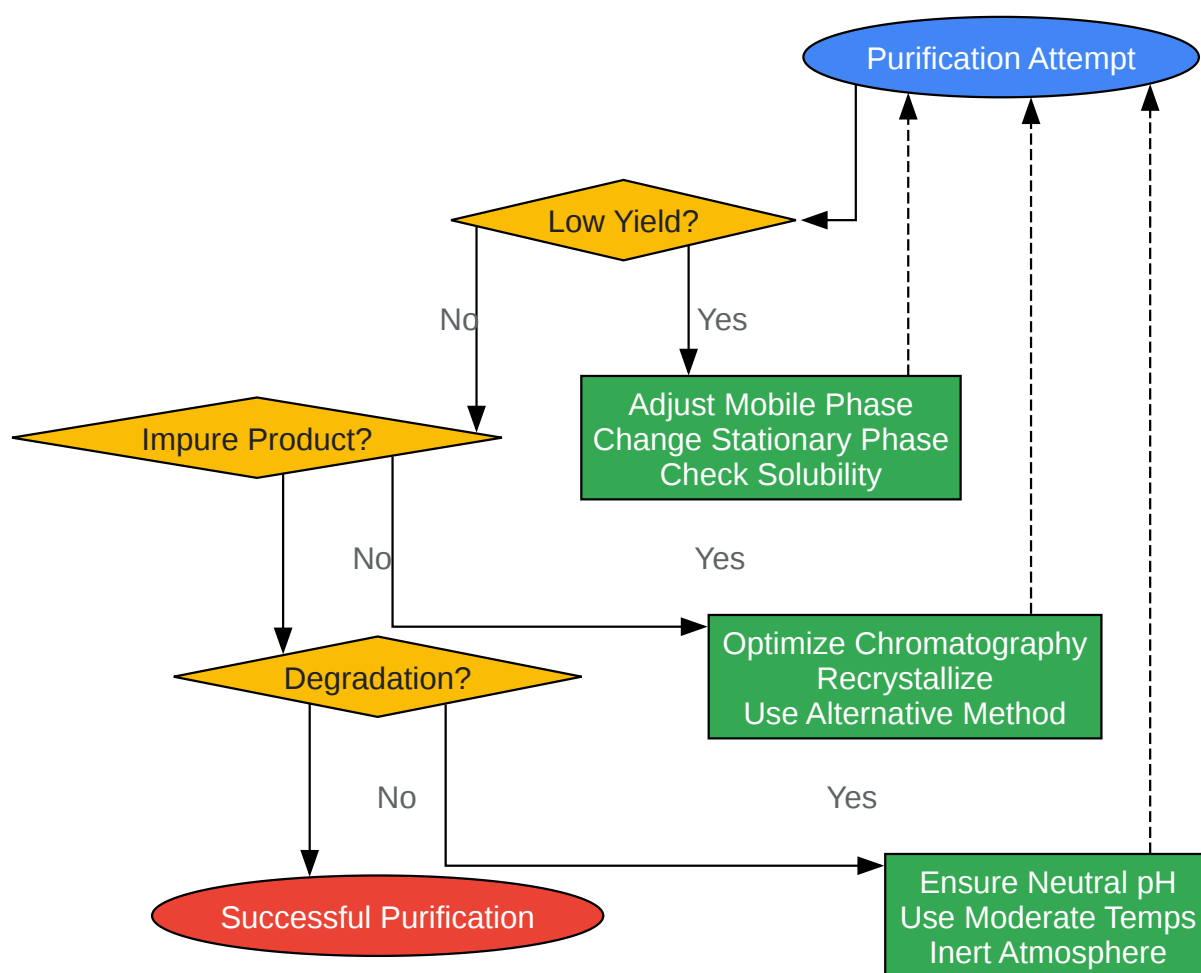 Purification Attempt
Low Yield?
No
Yes
Adjust Mobile Phase
Change Stationary Phase
Check Solubility
Impure Product?
No
Yes
Optimize Chromatography
Recrystallize
Use Alternative Method
Degradation?
No
Yes
Ensure Neutral pH
Use Moderate Temps
Inert Atmosphere
Successful Purification